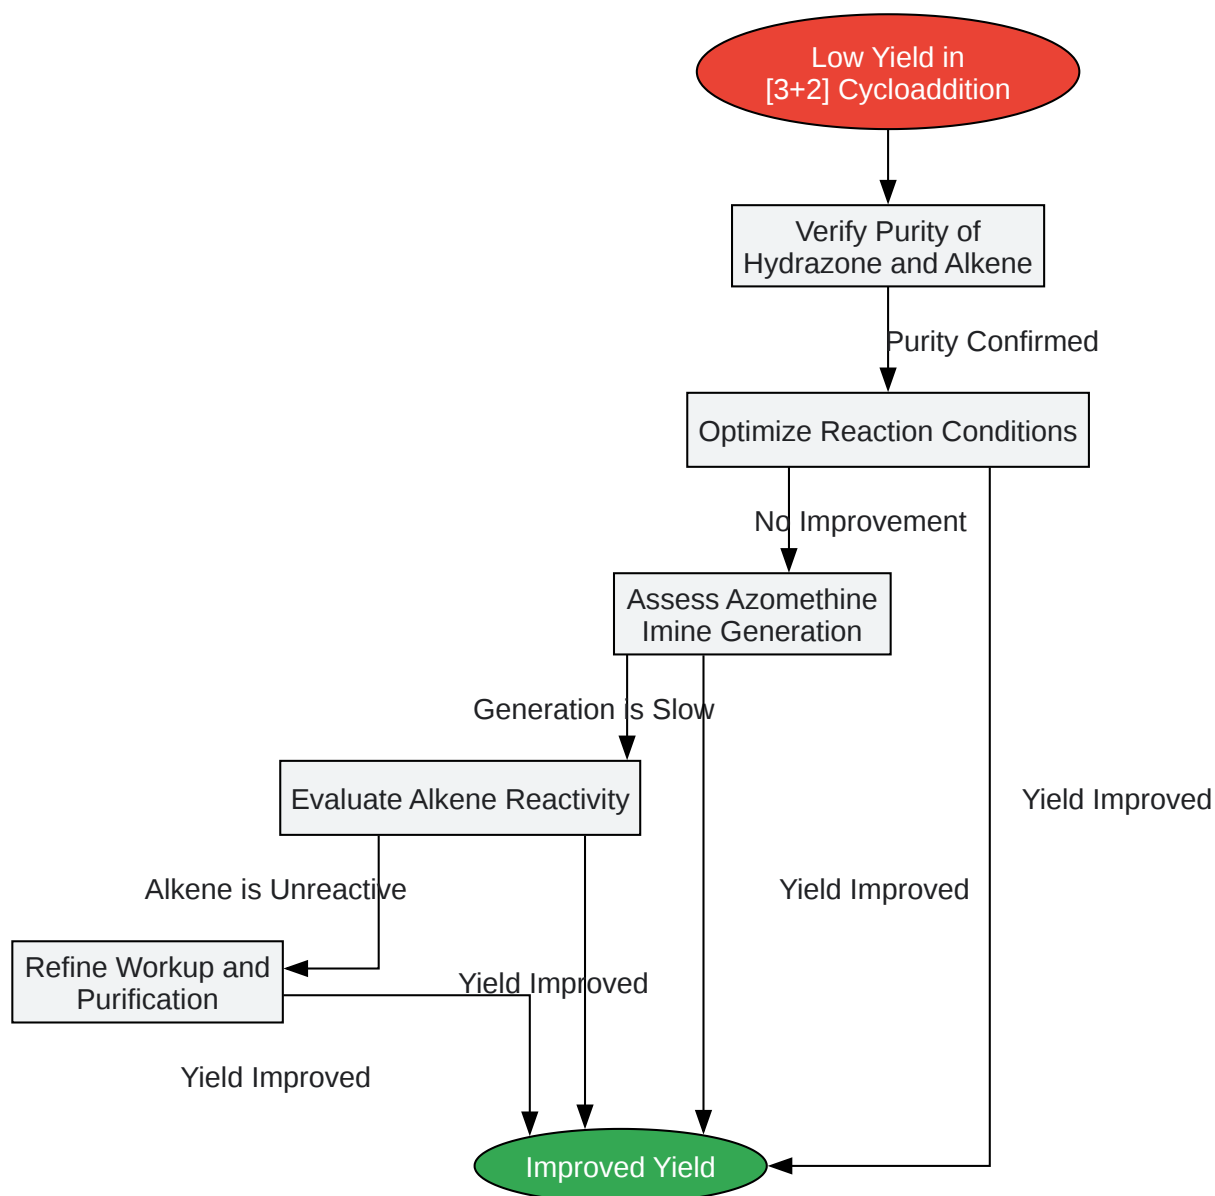 Low Yield in
[3+2] Cycloaddition
Verify Purity of
Hydrazone and Alkene
Purity Confirmed
Optimize Reaction Conditions
No Improvement
Assess Azomethine
Imine Generation
Generation is Slow
Evaluate Alkene Reactivity
Yield Improved
Alkene is Unreactive
Yield Improved
Refine Workup and
Purification
Yield Improved
Yield Improved
Improved Yield